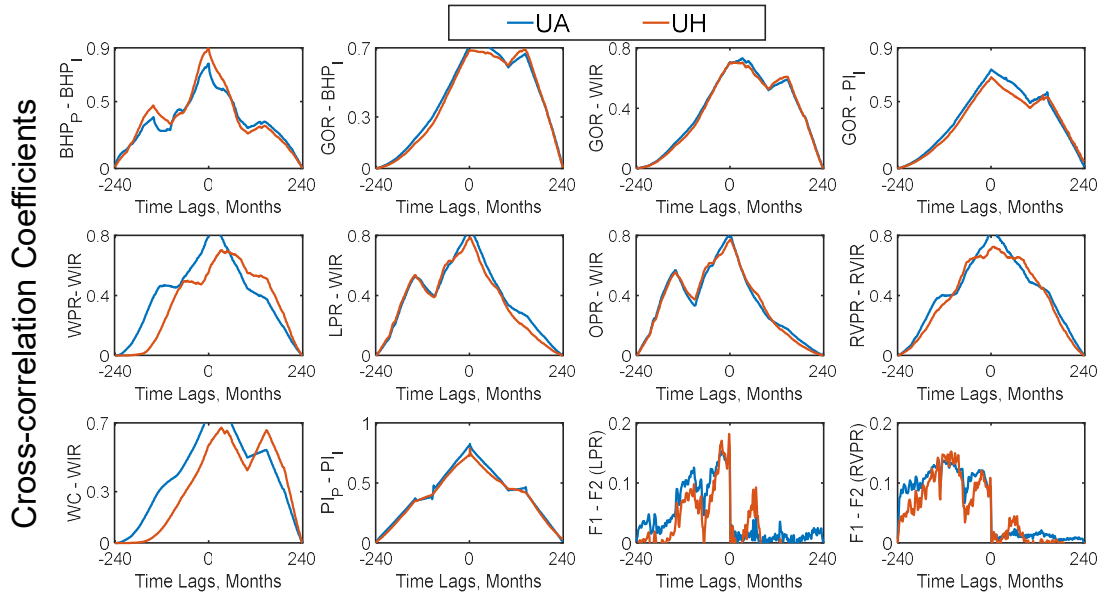 UA UH
Cross-correlation Coefficients
BHP_P - BHP_I
0.9
0.5
0
-240 0 240
Time Lags, Months
GOR - BHP_I
0.7
0.3
0
-240 0 240
Time Lags, Months
GOR - WIR
0.8
0.4
0
-240 0 240
Time Lags, Months
GOR - PI_I
0.9
0.5
0
-240 0 240
Time Lags, Months
WPR- WIR
0.8
0.4
0
-240 0 240
Time Lags, Months
LPR - WIR
0.8
0.4
0
-240 0 240
Time Lags, Months
OPR - WIR
0.8
0.4
0
-240 0 240
Time Lags, Months
RVPR - RVIR
0.8
0.4
0
-240 0 240
Time Lags, Months
WC - WIR
0.7
0.3
0
-240 0 240
Time Lags, Months
PI_P - PI_I
1
0.5
0
-240 0 240
Time Lags, Months
F1 - F2 (LPR)
0.2
0.1
0
-240 0 240
Time Lags, Months
F1 - F2 (RVPR)
0.2
0.1
0
-240 0 240
Time Lags, Months